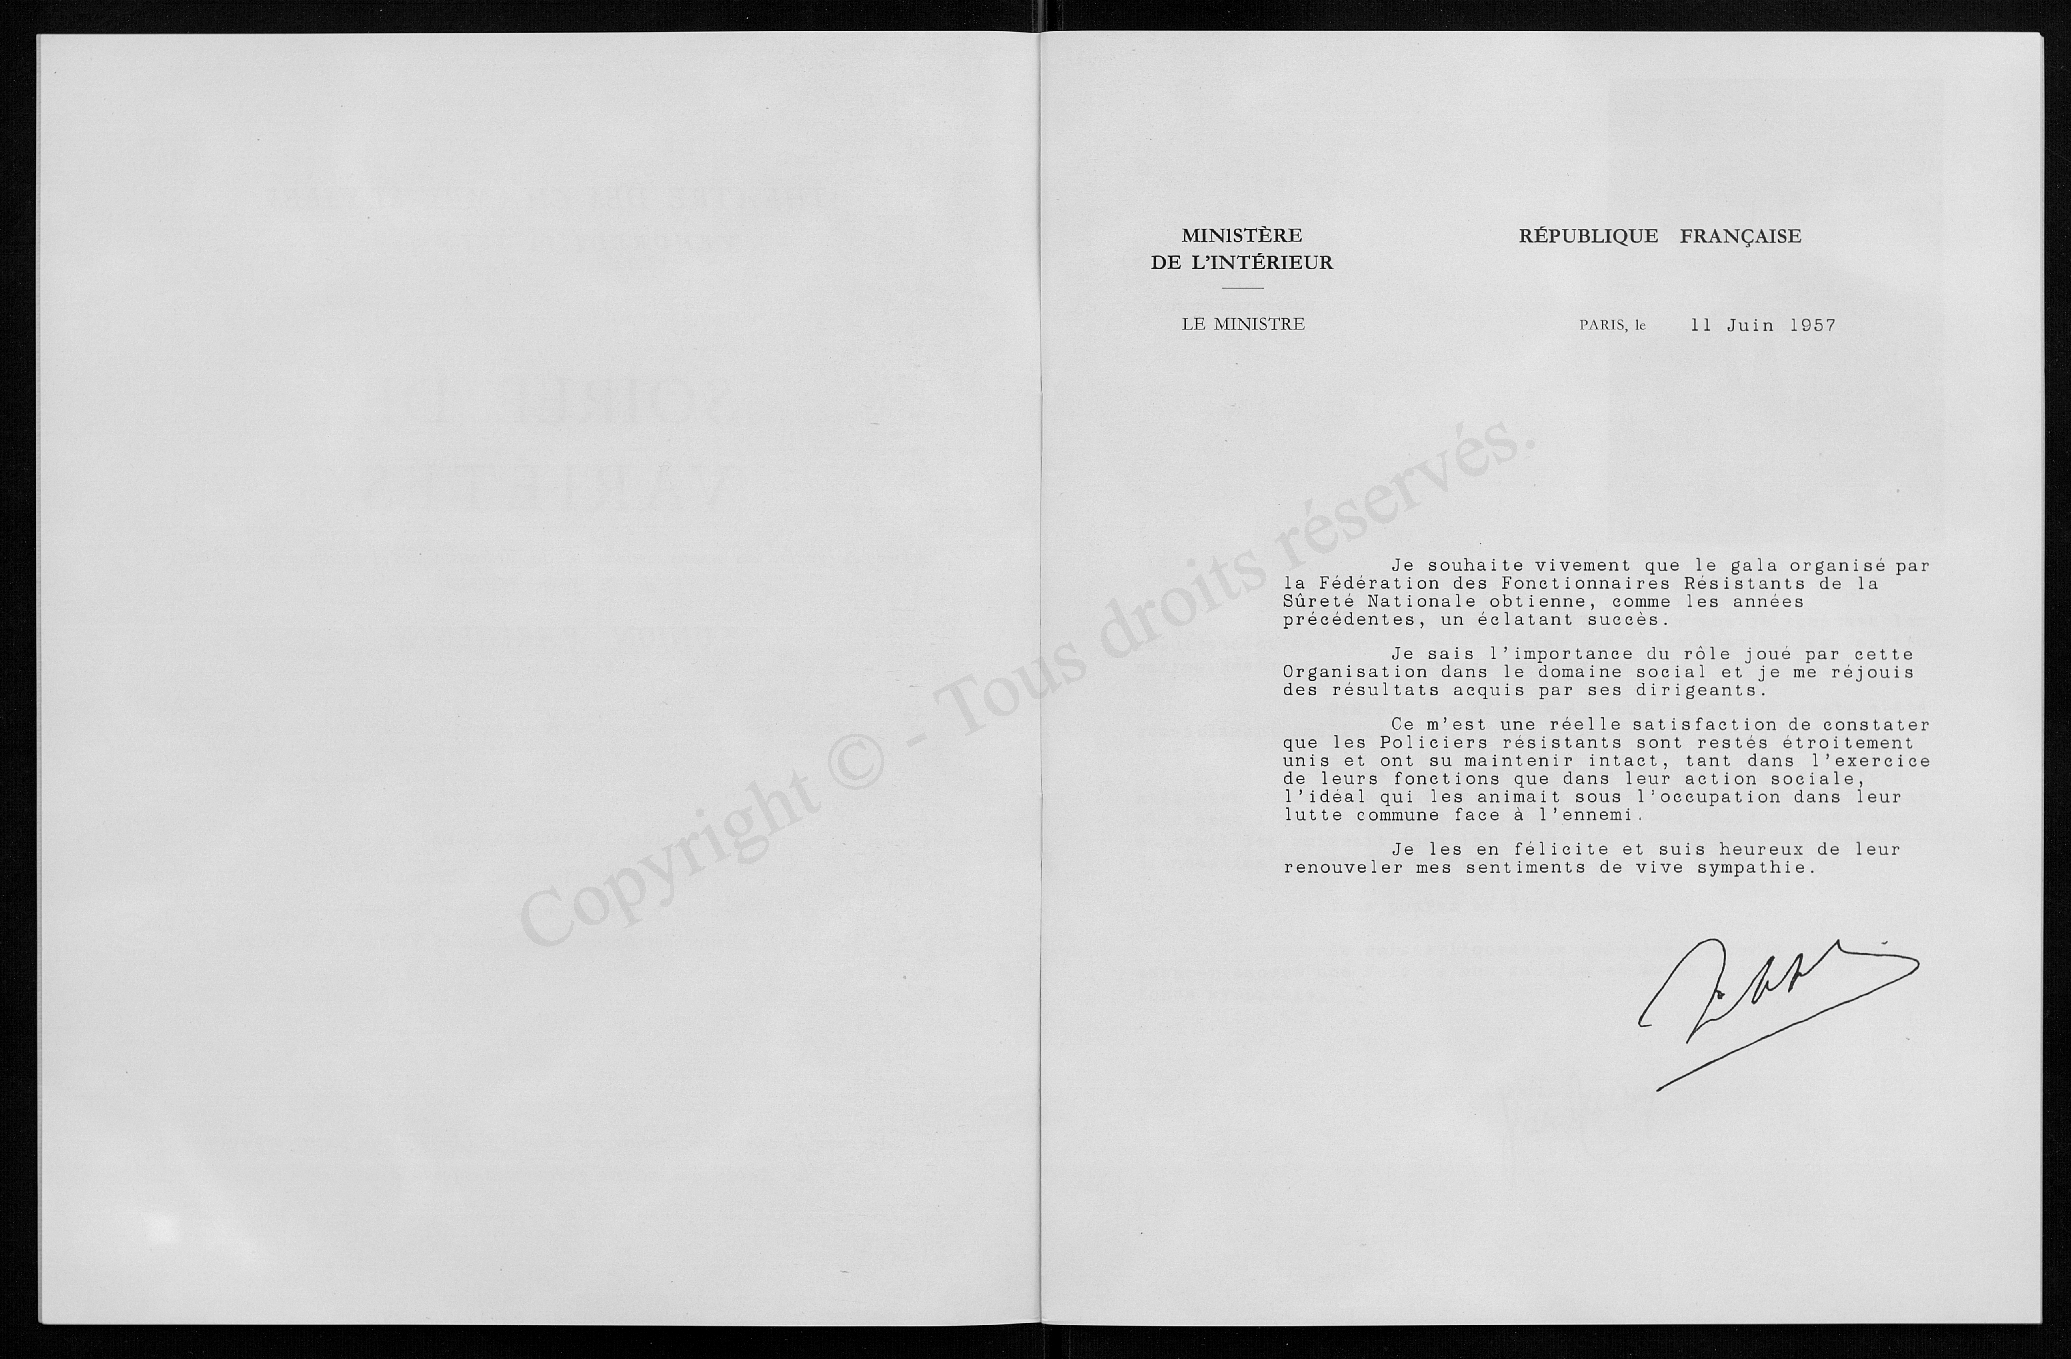 MINISTÈRE
DE L'INTÉRIEUR
LE MINISTRE
RÉPUBLIQUE FRANÇAISE
PARIS, le 11 Juin 1957
Je souhaite vivement que le gala organisé par
la Fédération des Fonctionnaires Résistants de la
Sûreté Nationale obtienne, comme les années
précédentes, un éclatant succès.
Je sais l'importance du rôle joué par cette
Organisation dans le domaine social et je me réjouis
des résultats acquis par ses dirigeants.
Ce m'est une réelle satisfaction de constater
que les Policiers résistants sont restés étroitement
unis et ont su maintenir intact, tant dans l'exercice
de leurs fonctions que dans leur action sociale,
l'idéal qui les animait sous l'occupation dans leur
lutte commune face à l'ennemi.
Je les en félicite et suis heureux de leur
renouveler mes sentiments de vive sympathie.
Copyright © - Tous droits réservés.